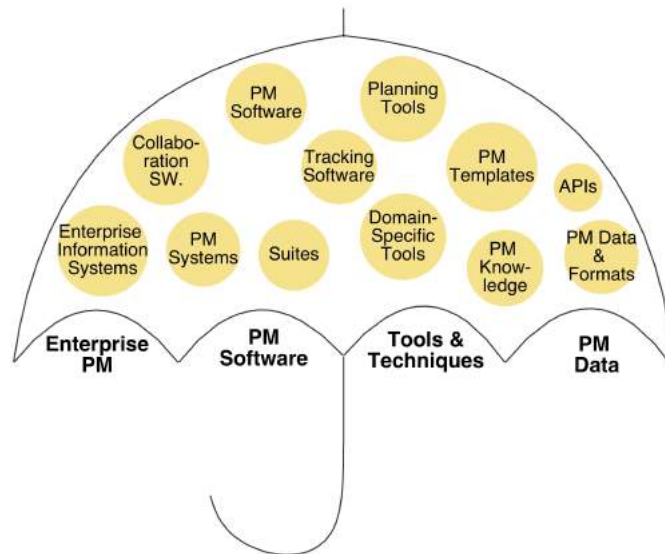 PM
Software
Planning
Tools
Collabo-
ration
SW.
Tracking
Software
PM
Templates
APIs
Enterprise
Information
Systems
PM
Systems
Suites
Domain-
Specific
Tools
PM
Know-
ledge
PM Data
&
Formats
Enterprise
PM
PM
Software
Tools &
Techniques
PM
Data